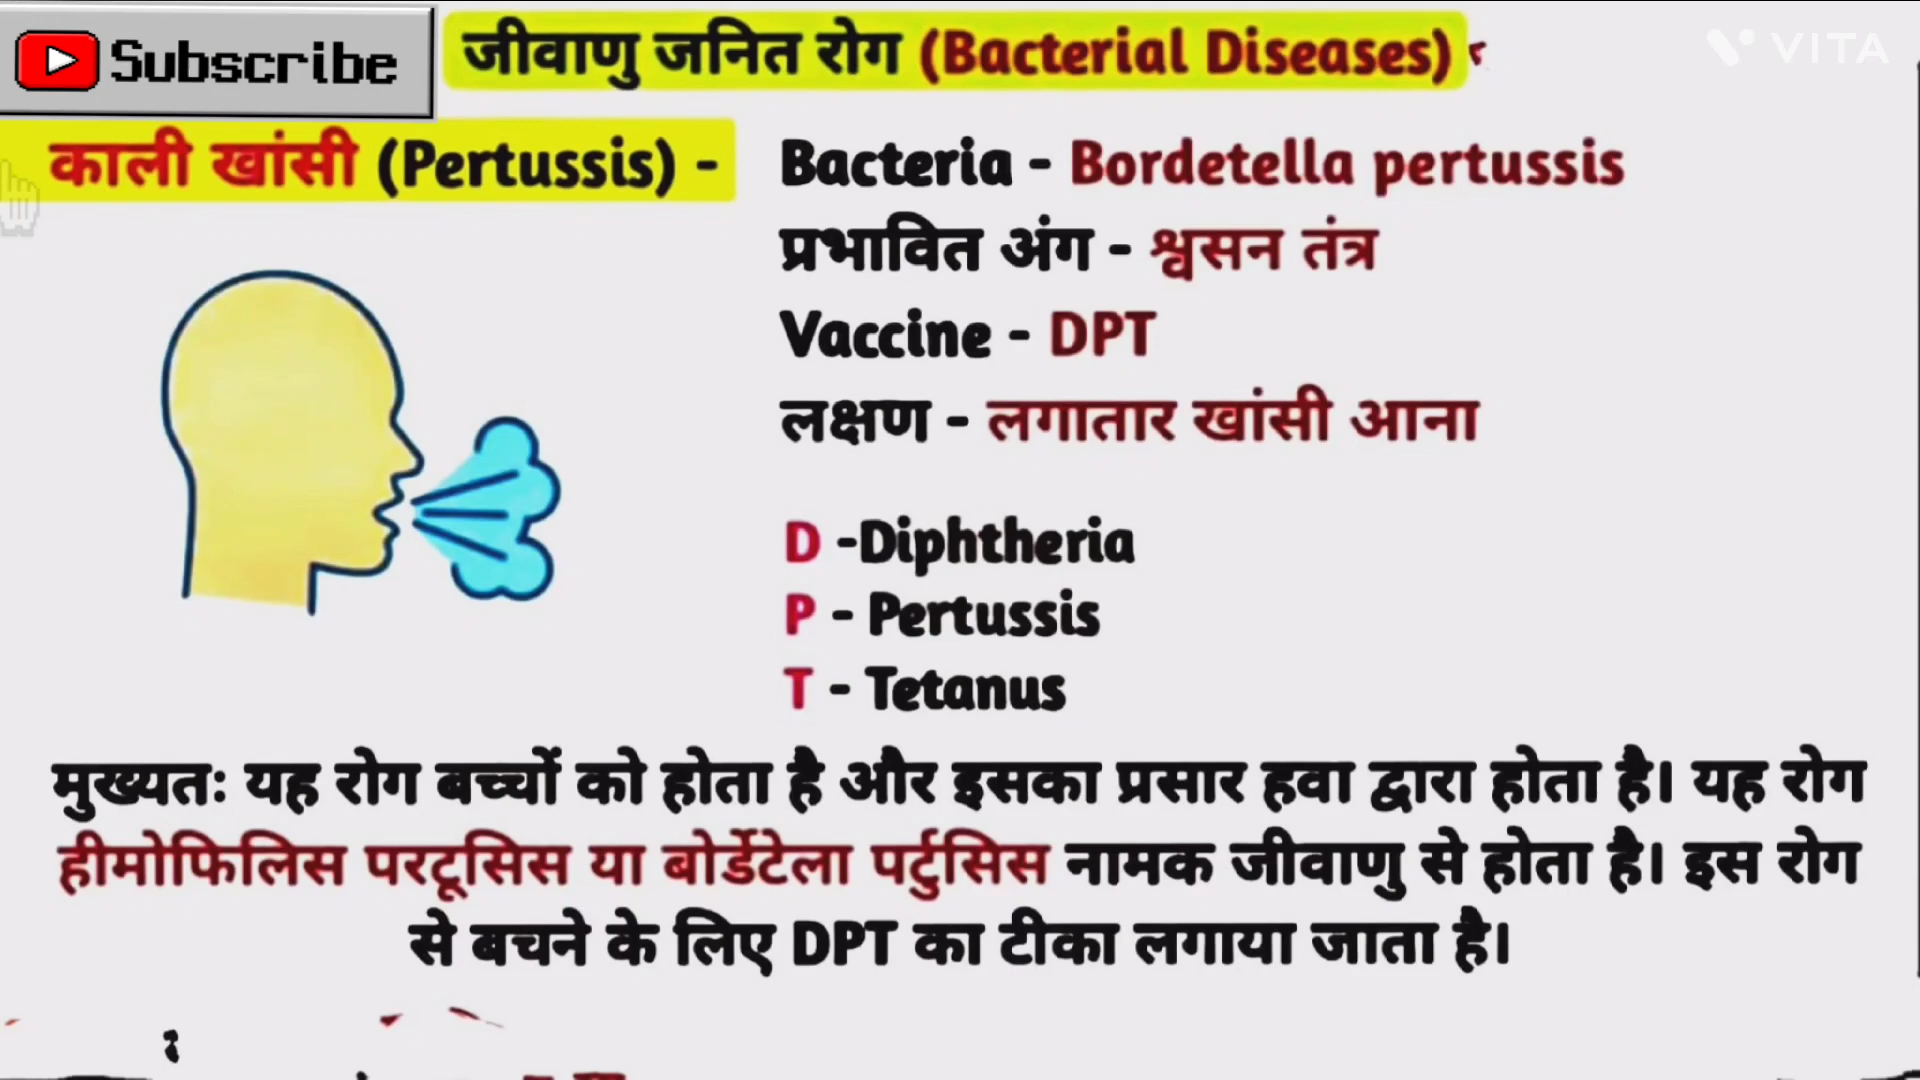 Subscribe
जीवाणु जनित रोग (Bacterial Diseases)
VITA
काली खांसी (Pertussis) -
Bacteria - Bordetella pertussis
प्रभावित अंग - श्वसन तंत्र
Vaccine - DPT
लक्षण - लगातार खांसी आना
D -Diphtheria
P - Pertussis
T - Tetanus
मुख्यतः यह रोग बच्चों को होता है और इसका प्रसार हवा द्वारा होता है। यह रोग
हीमोफिलिस परटूसिस या बोर्डेटेला पर्टुसिस नामक जीवाणु से होता है। इस रोग
से बचने के लिए DPT का टीका लगाया जाता है।